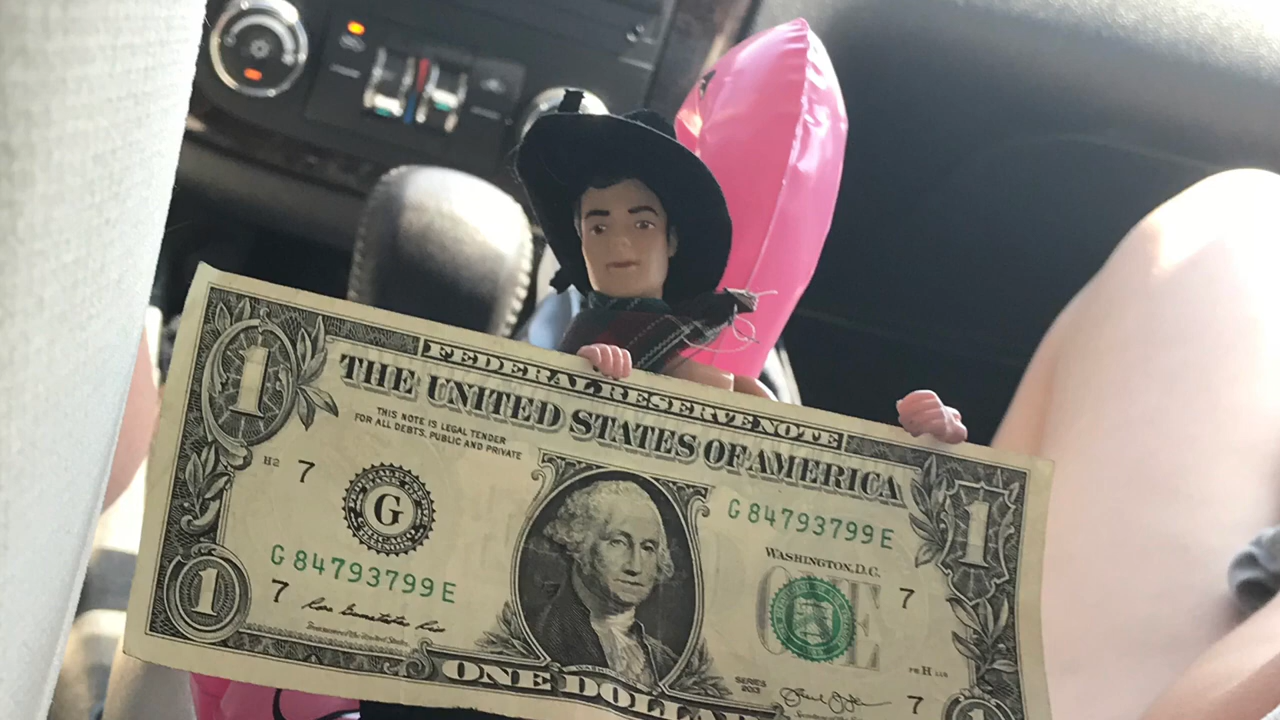 FEDERAL RESERVE NOTE
THE UNITED STATES OF AMERICA
1
THIS NOTE IS LEGAL TENDER
FOR ALL DEBTS, PUBLIC AND PRIVATE
H2 7
G
G 84793799 E
7
1
G 84793799 E
WASHINGTON, D.C.
ONE
7
1
SERIES
2013
7
1
ONE DOLLAR